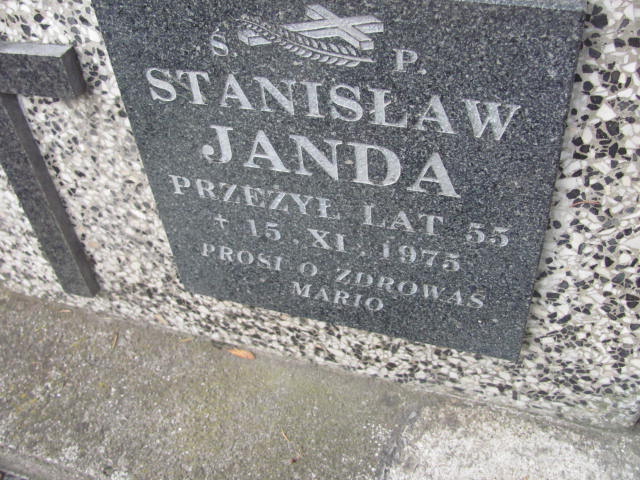 Ś. P.
STANISŁAW
JANDA
PRZEŻYŁ LAT 55
+ 15. XI. 1975
PROSI O ZDROWAŚ
MARIO